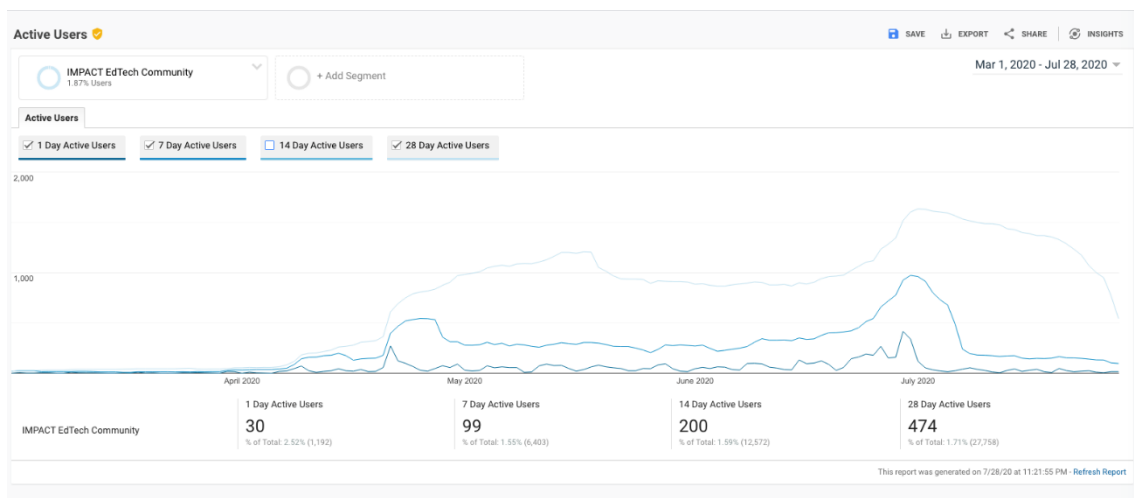 Active Users
SAVE EXPORT SHARE INSIGHTS
IMPACT EdTech Community
1.87% Users
+ Add Segment
Mar 1, 2020 - Jul 28, 2020
Active Users
1 Day Active Users 7 Day Active Users 14 Day Active Users 28 Day Active Users
2,000
1,000
April 2020 May 2020 June 2020 July 2020
1 Day Active Users 7 Day Active Users 14 Day Active Users 28 Day Active Users
IMPACT EdTech Community
30 99 200 474
% of Total: 2.52% (1,192) % of Total: 1.55% (6,403) % of Total: 1.59% (12,572) % of Total: 1.71% (27,758)
This report was generated on 7/28/20 at 11:21:55 PM - Refresh Report